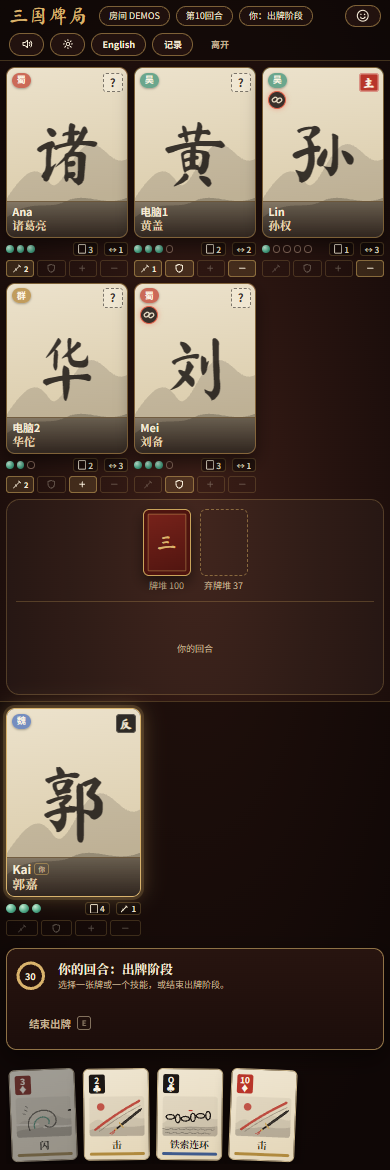 三国牌局
房间 DEMOS
第10回合
你：出牌阶段
English
记录
离开
蜀
?
诸
Ana
诸葛亮
3
1
2
吴
?
黄
电脑1
黄盖
2
2
1
吴
主
孙
Lin
孙权
1
3
群
?
华
电脑2
华佗
2
3
2
蜀
?
刘
Mei
刘备
3
1
三
牌堆 100
弃牌堆 37
你的回合
魏
反
郭
Kai 你
郭嘉
4
1
30
你的回合：出牌阶段
选择一张牌或一个技能，或结束出牌阶段。
结束出牌 E
3
闪
2
击
Q
铁索连环
10
击